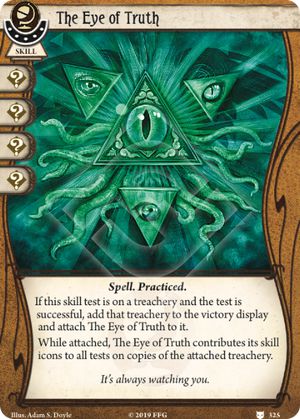 The Eye of Truth
SKILL
?
?
?
?
Spell. Practiced.
If this skill test is on a treachery and the test is
successful, add that treachery to the victory display
and attach The Eye of Truth to it.
While attached, The Eye of Truth contributes its skill
icons to all tests on copies of the attached treachery.
It's always watching you.
Illus. Adam S. Doyle
© 2019 FFG
325